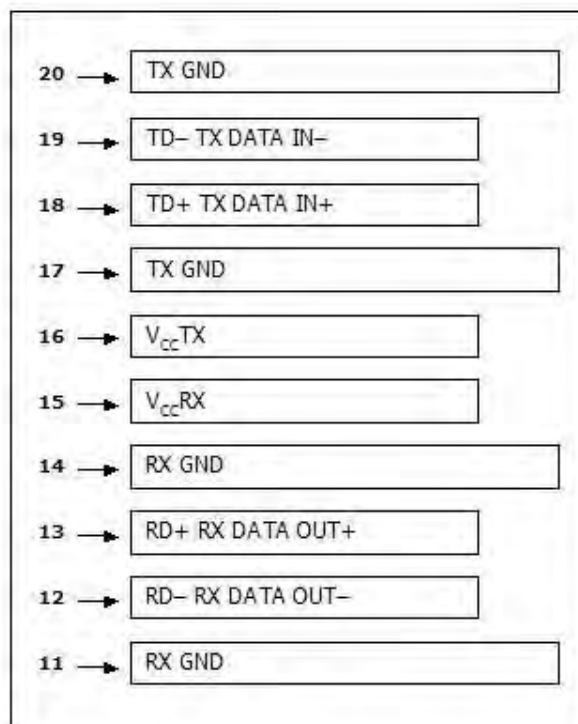 20 TX GND
19 TD– TX DATA IN–
18 TD+ TX DATA IN+
17 TX GND
16 VCCTX
15 VCCRX
14 RX GND
13 RD+ RX DATA OUT+
12 RD– RX DATA OUT–
11 RX GND